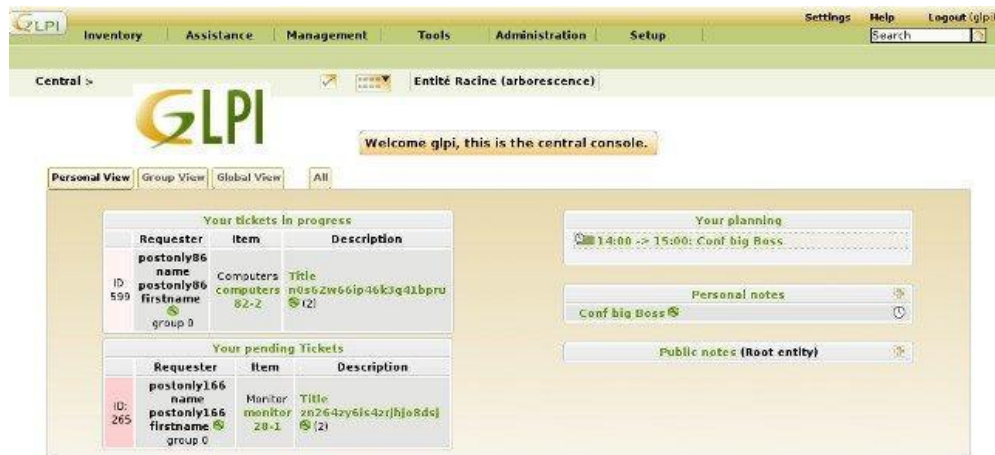 GLPI
Settings Help Logout (glpi
Inventory Assistance Management Tools Administration Setup
Search
Central >
Entité Racine (arborescence)
GLPI
Welcome glpi, this is the central console.
Personal View Group View Global View All
Your tickets in progress
Requester Item Description
ID
599
postonly86
name
postonly86
firstname
group 0
Computers
computers
82-2
Title
n0s62w66ip46k3q41bpru
(2)
Your pending Tickets
Requester Item Description
ID:
265
postonly166
name
postonly166
firstname
group 0
Monitor
monitor
28-1
Title
zn264zy6is4zrjhjo8dsj
(2)
Your planning
14:00 -> 15:00: Conf big Boss
Personal notes
Conf big Boss
Public notes (Root entity)